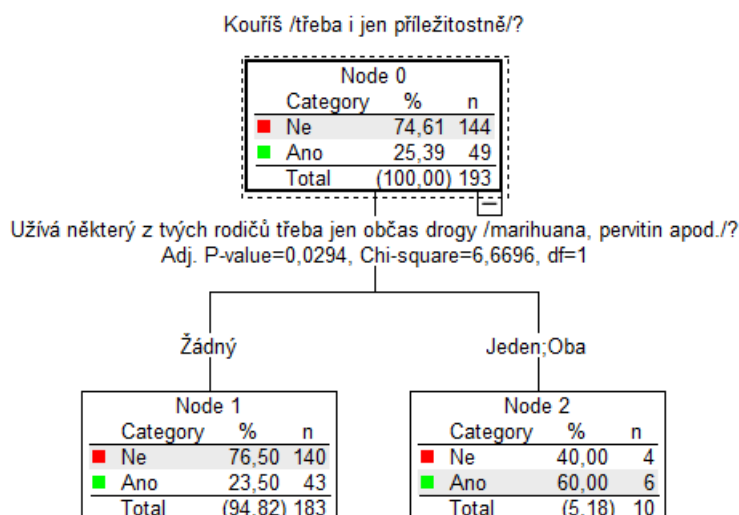 Kouříš /třeba i jen příležitostně/?
Node 0
Category % n
Ne 74,61 144
Ano 25,39 49
Total (100,00) 193
Užívá některý z tvých rodičů třeba jen občas drogy /marihuana, pervitin apod./?
Adj. P-value=0,0294, Chi-square=6,6696, df=1
Žádný
Jeden;Oba
Node 1
Category % n
Ne 76,50 140
Ano 23,50 43
Total (94,82) 183
Node 2
Category % n
Ne 40,00 4
Ano 60,00 6
Total (5,18) 10